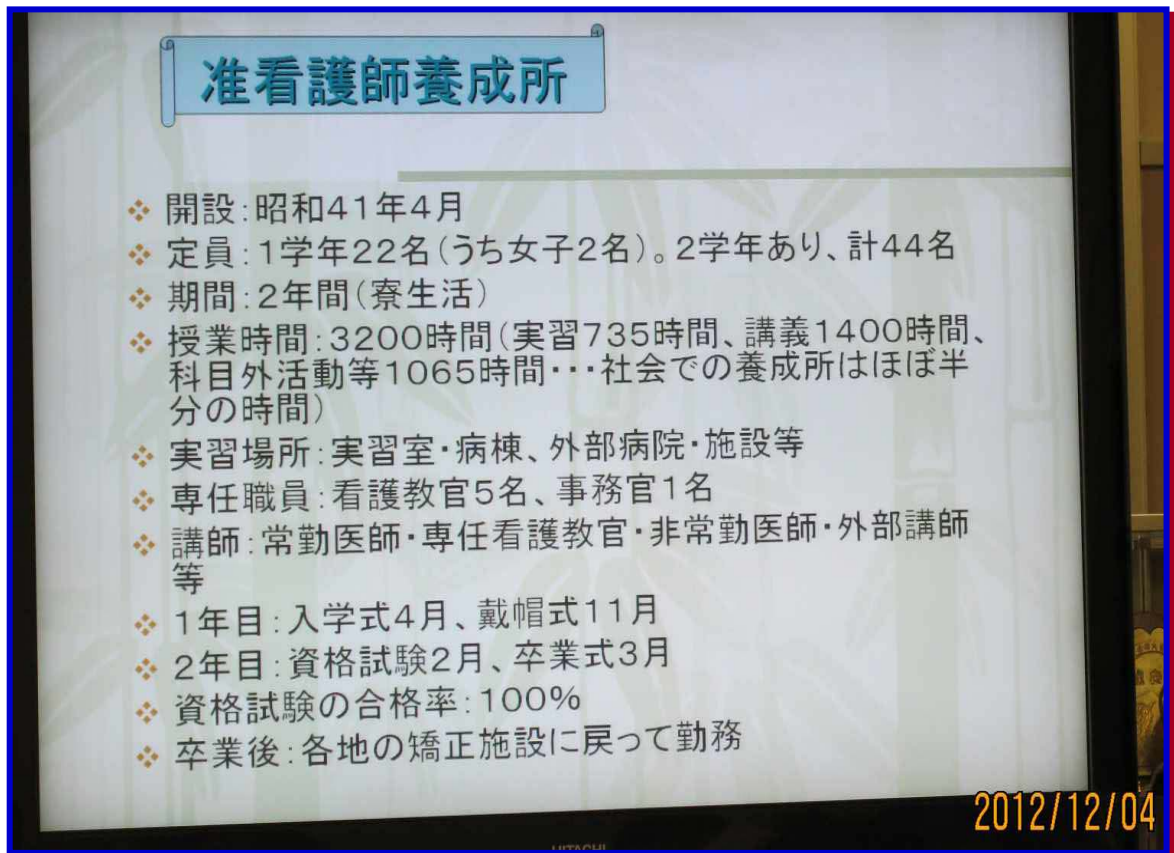 准看護師養成所
❖ 開設:昭和41年4月
❖ 定員:1学年22名(うち女子2名)。2学年あり、計44名
❖ 期間:2年間(寮生活)
❖ 授業時間:3200時間(実習735時間、講義1400時間、
科目外活動等1065時間・・・社会での養成所はほぼ半
分の時間)
❖ 実習場所:実習室・病棟、外部病院・施設等
❖ 専任職員:看護教官5名、事務官1名
❖ 講師:常勤医師・専任看護教官・非常勤医師・外部講師
等
❖ 1年目:入学式4月、戴帽式11月
❖ 2年目:資格試験2月、卒業式3月
❖ 資格試験の合格率:100%
❖ 卒業後:各地の矯正施設に戻って勤務
2012/12/04
HITACHI